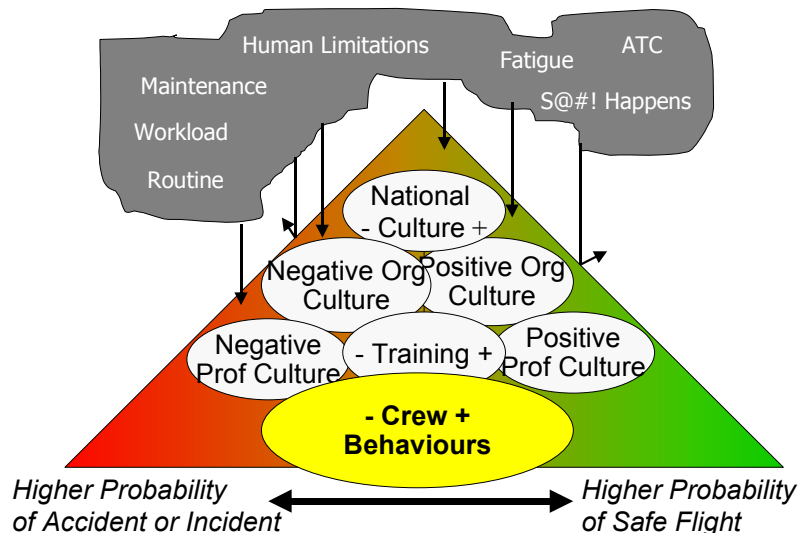 Human Limitations
ATC
Fatigue
Maintenance
S@#! Happens
Workload
Routine
National
- Culture +
Negative Org
Culture
Positive Org
Culture
Negative
Prof Culture
- Training +
Positive
Prof Culture
- Crew +
Behaviours
Higher Probability
of Accident or Incident
Higher Probability
of Safe Flight